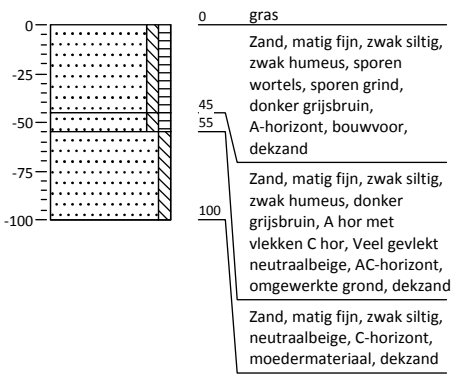 0
gras
0
Zand, matig fijn, zwak siltig,
zwak humeus, sporen
wortels, sporen grind,
donker grijsbruin,
A-horizont, bouwvoor,
dekzand
-25
-50
-75
-100
45
55
100
Zand, matig fijn, zwak siltig,
zwak humeus, donker
grijsbruin, A hor met
vlekken C hor, Veel gevlekt
neutraalbeige, AC-horizont,
omgewerkte grond, dekzand
Zand, matig fijn, zwak siltig,
neutraalbeige, C-horizont,
moedermateriaal, dekzand